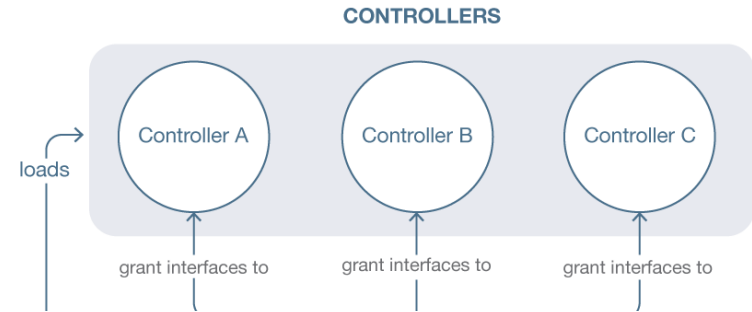 CONTROLLERS
Controller A
Controller B
Controller C
loads
grant interfaces to
grant interfaces to
grant interfaces to